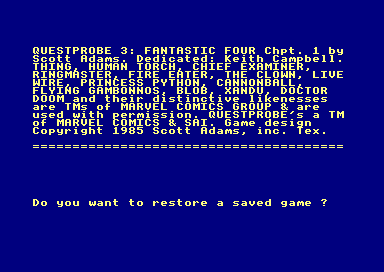 QUESTPROBE 3: FANTASTIC FOUR Chpt. 1 by
Scott Adams. Dedicated: Keith Campbell.
THING, HUMAN TORCH, CHIEF EXAMINER,
RINGMASTER, FIRE EATER, THE CLOWN, LIVE
WIRE, PRINCESS PYTHON, CANNONBALL,
FLYING GAMBONNOS, BLOB, XANDU, DOCTOR
DOOM and their distinctive likenesses
are TMs of MARVEL COMICS GROUP & are
used with permission. QUESTPROBE's a TM
of MARVEL COMICS & SAI. Game design
Copyright 1985 Scott Adams, inc. Tex.
=======================================
Do you want to restore a saved game ?